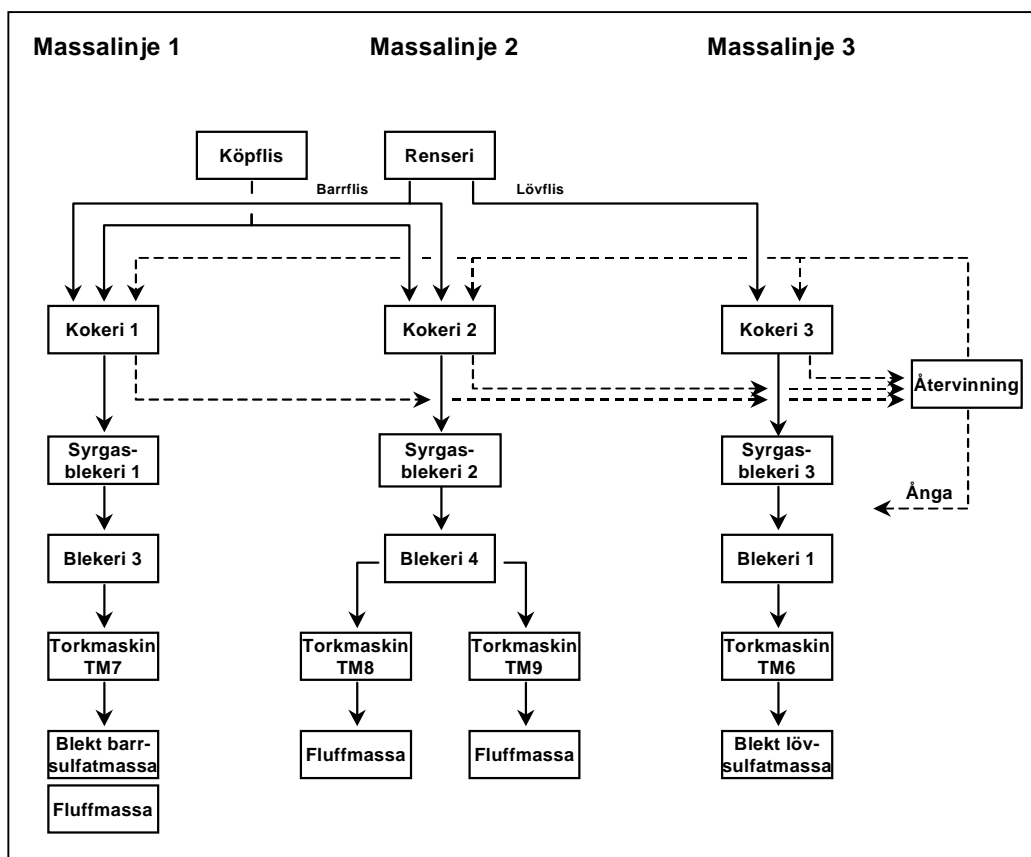 Massalinje 1
Massalinje 2
Massalinje 3
Köpflis
Renseri
Barrflis
Lövflis
Kokeri 1
Kokeri 2
Kokeri 3
Återvinning
Syrgas-
blekeri 1
Syrgas-
blekeri 2
Syrgas-
blekeri 3
Ånga
Blekeri 3
Blekeri 4
Blekeri 1
Torkmaskin
TM7
Torkmaskin
TM8
Torkmaskin
TM9
Torkmaskin
TM6
Blekt barr-
sulfatmassa
Fluffmassa
Fluffmassa
Blekt löv-
sulfatmassa
Fluffmassa